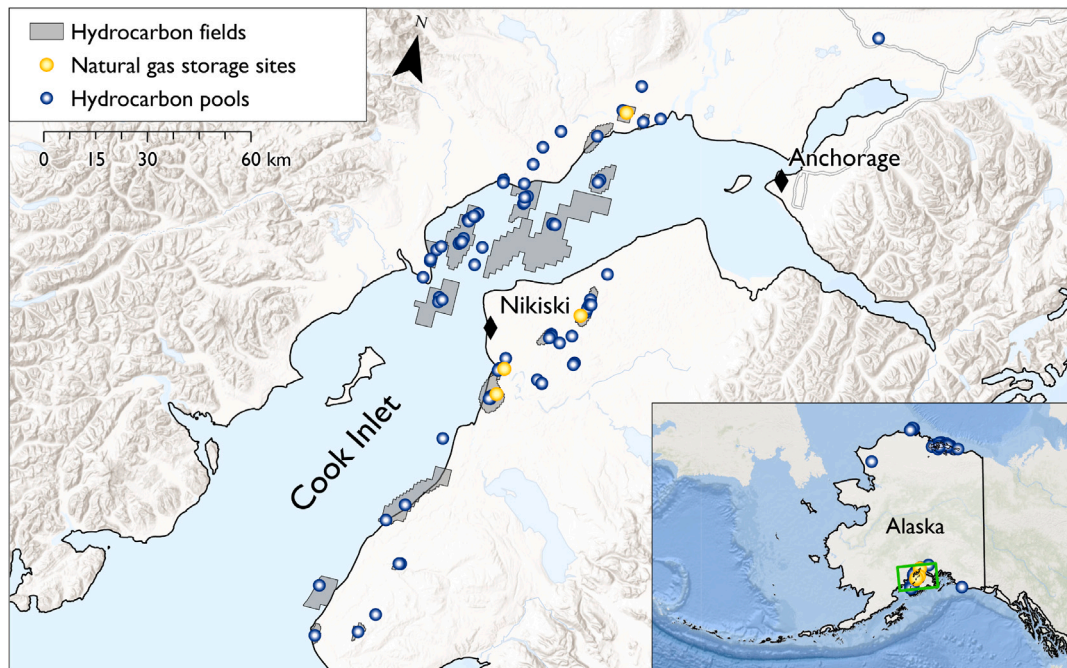 Hydrocarbon fields
Natural gas storage sites
Hydrocarbon pools
N
0 15 30 60 km
Anchorage
Nikiski
Cook Inlet
Alaska